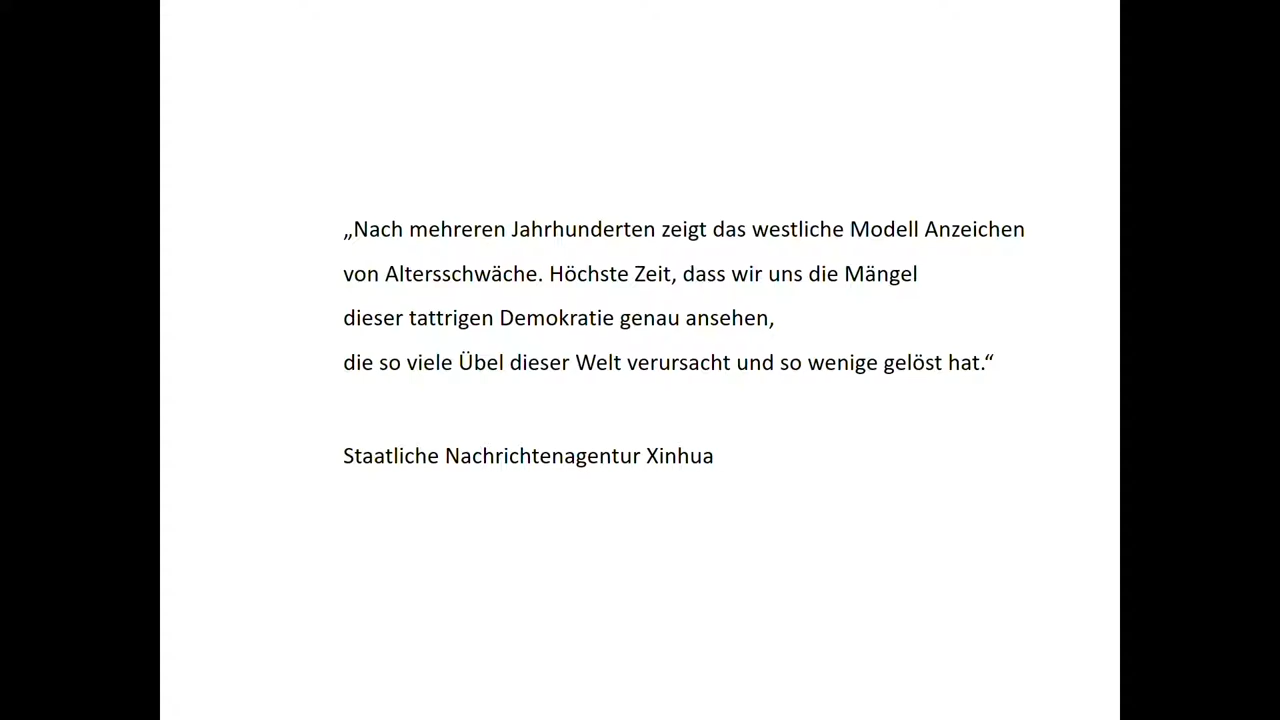 „Nach mehreren Jahrhunderten zeigt das westliche Modell Anzeichen
von Altersschwäche. Höchste Zeit, dass wir uns die Mängel
dieser tattrigen Demokratie genau ansehen,
die so viele Übel dieser Welt verursacht und so wenige gelöst hat.“
Staatliche Nachrichtenagentur Xinhua